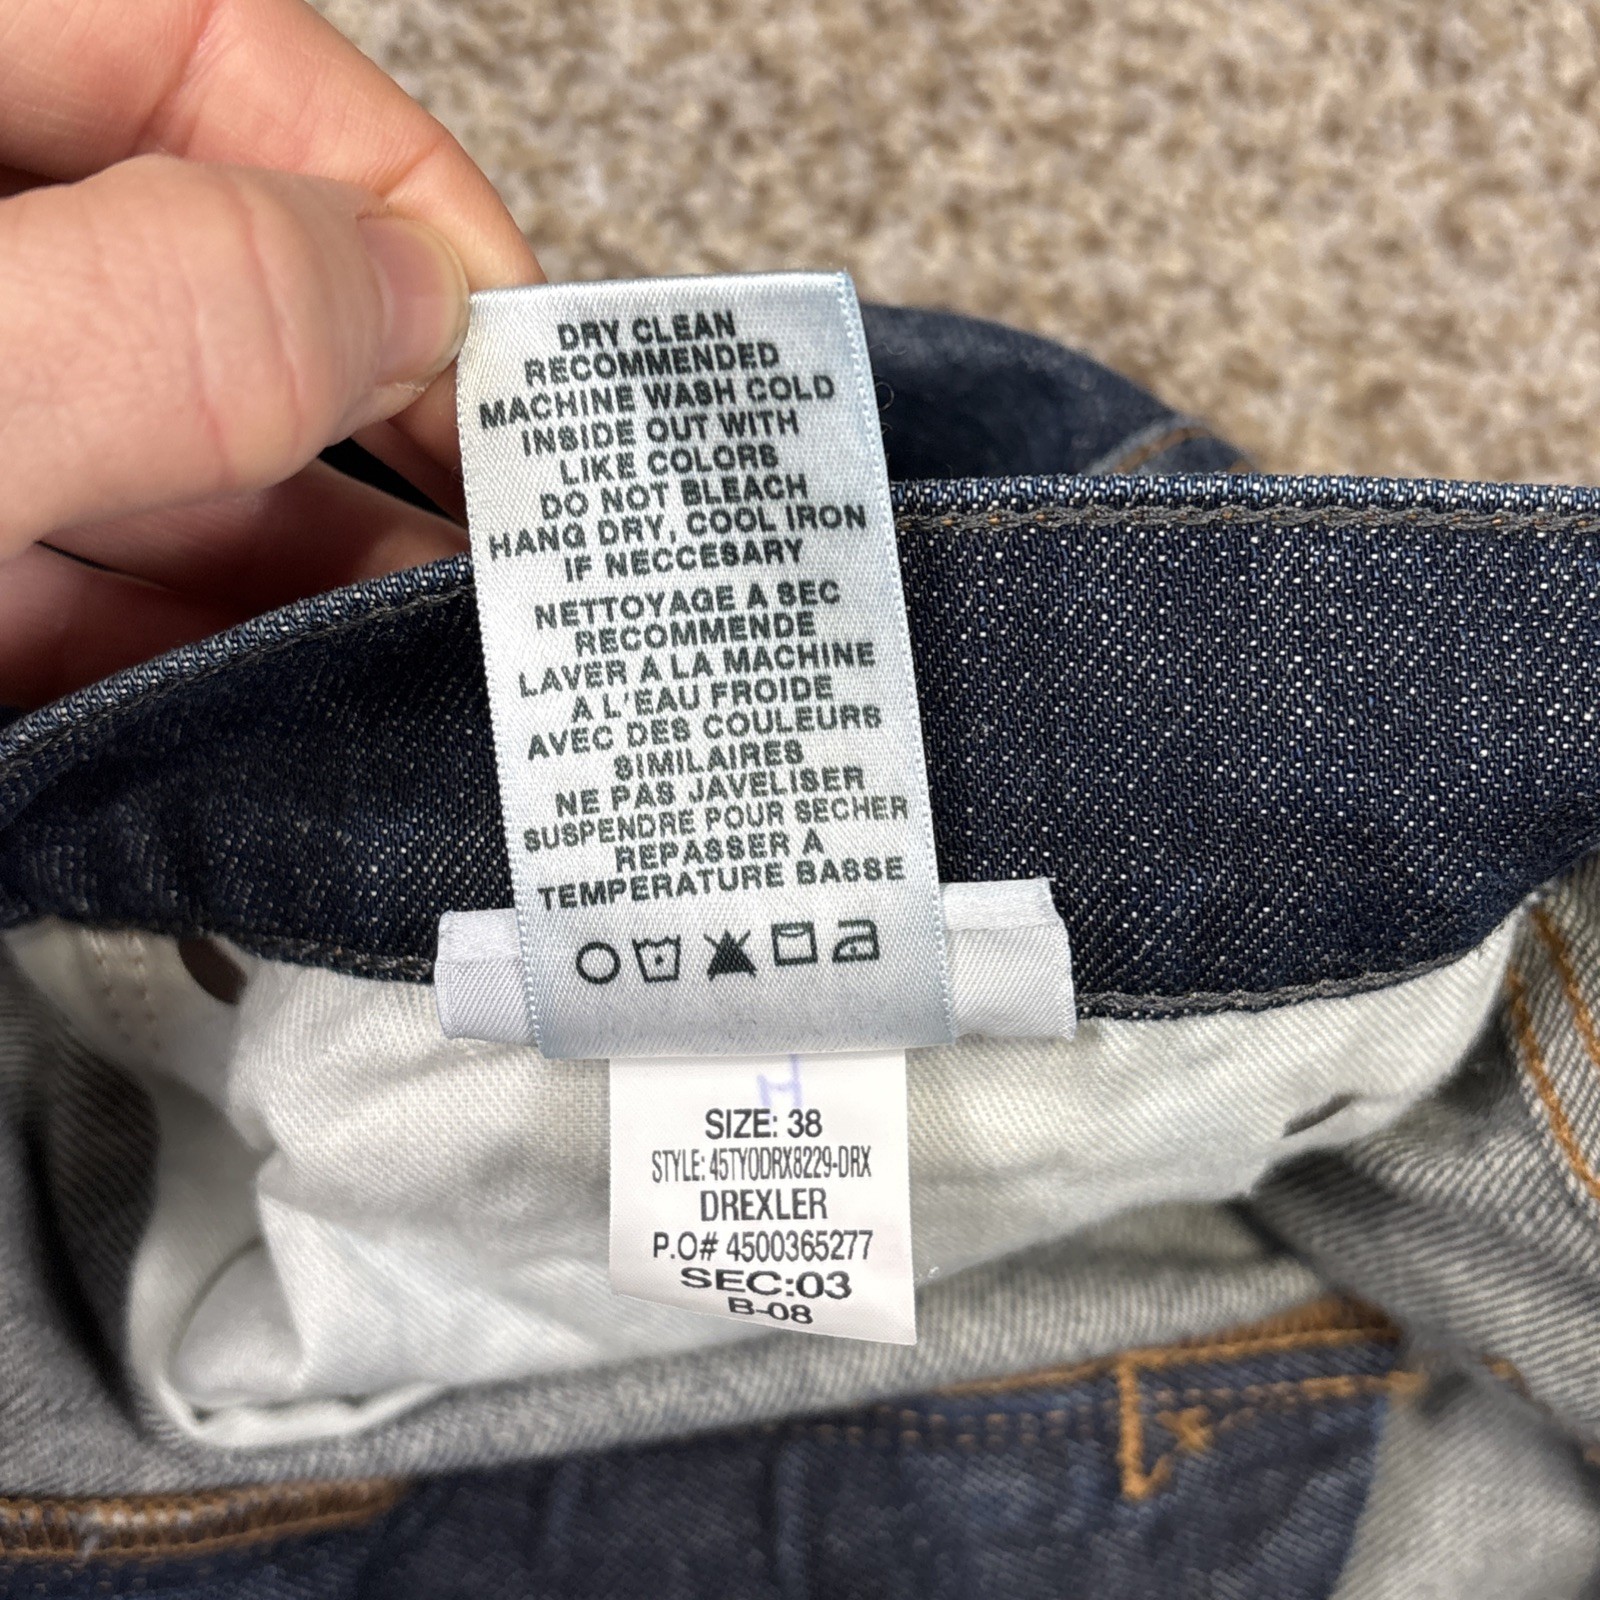 DRY CLEAN
RECOMMENDED
MACHINE WASH COLD
INSIDE OUT WITH
LIKE COLORS
DO NOT BLEACH
HANG DRY, COOL IRON
IF NECCESARY
NETTOYAGE A SEC
RECOMMENDE
LAVER A LA MACHINE
A L'EAU FROIDE
AVEC DES COULEURS
SIMILAIRES
NE PAS JAVELISER
SUSPENDRE POUR SECHER
REPASSER A
TEMPERATURE BASSE
SIZE: 38
STYLE: 45TY0DRX8229-DRX
DREXLER
P.O# 4500365277
SEC:03
B-08